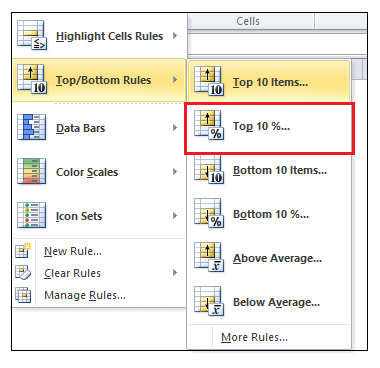 Cells
Highlight Cells Rules
Top/Bottom Rules
Data Bars
Color Scales
Icon Sets
New Rule...
Clear Rules
Manage Rules...
Top 10 Items...
Top 10 %...
Bottom 10 Items...
Bottom 10 %...
Above Average...
Below Average...
More Rules...